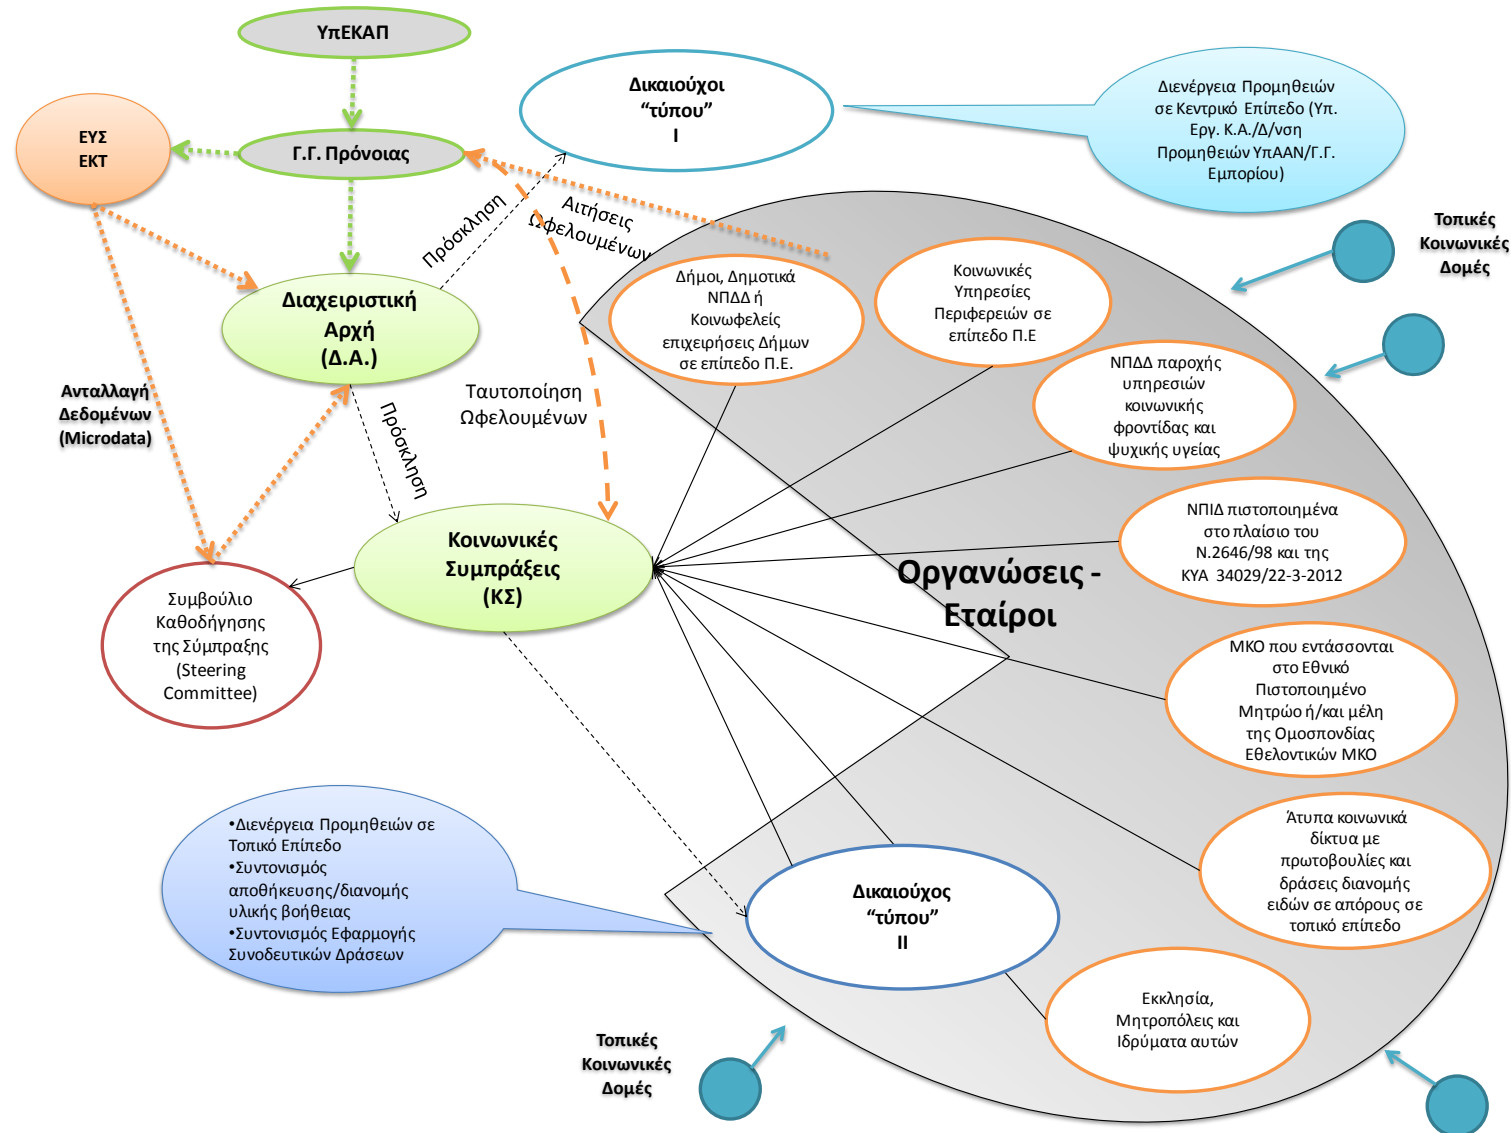 ΥπΕΚΑΠ
ΕΥΣ
ΕΚΤ
Γ.Γ. Πρόνοιας
Δικαιούχοι
“τύπου”
Ι
Διενέργεια Προμηθειών
σε Κεντρικό Επίπεδο (Υπ.
Εργ. Κ.Α./Δ/νση
Προμηθειών ΥπΑΑΝ/Γ.Γ.
Εμπορίου)
Πρόσκληση
Αιτήσεις
Ωφελουμένων
Τοπικές
Κοινωνικές
Δομές
Διαχειριστική
Αρχή
(Δ.Α.)
Δήμοι, Δημοτικά
ΝΠΔΔ ή
Κοινωφελείς
επιχειρήσεις Δήμων
σε επίπεδο Π.Ε.
Κοινωνικές
Υπηρεσίες
Περιφερειών σε
επίπεδο Π.Ε
ΝΠΔΔ παροχής
υπηρεσιών
κοινωνικής
φροντίδας και
ψυχικής υγείας
Ανταλλαγή
Δεδομένων
(Microdata)
Πρόσκληση
Ταυτοποίηση
Ωφελουμένων
ΝΠΙΔ πιστοποιημένα
στο πλαίσιο του
Ν.2646/98 και της
ΚΥΑ 34029/22-3-2012
Κοινωνικές
Συμπράξεις
(ΚΣ)
Οργανώσεις -
Εταίροι
Συμβούλιο
Καθοδήγησης
της Σύμπραξης
(Steering
Committee)
ΜΚΟ που εντάσσονται
στο Εθνικό
Πιστοποιημένο
Μητρώο ή/και μέλη
της Ομοσπονδίας
Εθελοντικών ΜΚΟ
•Διενέργεια Προμηθειών σε
Τοπικό Επίπεδο
•Συντονισμός
αποθήκευσης/διανομής
υλικής βοήθειας
•Συντονισμός Εφαρμογής
Συνοδευτικών Δράσεων
Άτυπα κοινωνικά
δίκτυα με
πρωτοβουλίες και
δράσεις διανομής
ειδών σε απόρους σε
τοπικό επίπεδο
Δικαιούχος
“τύπου”
ΙΙ
Εκκλησία,
Μητροπόλεις και
Ιδρύματα αυτών
Τοπικές
Κοινωνικές
Δομές